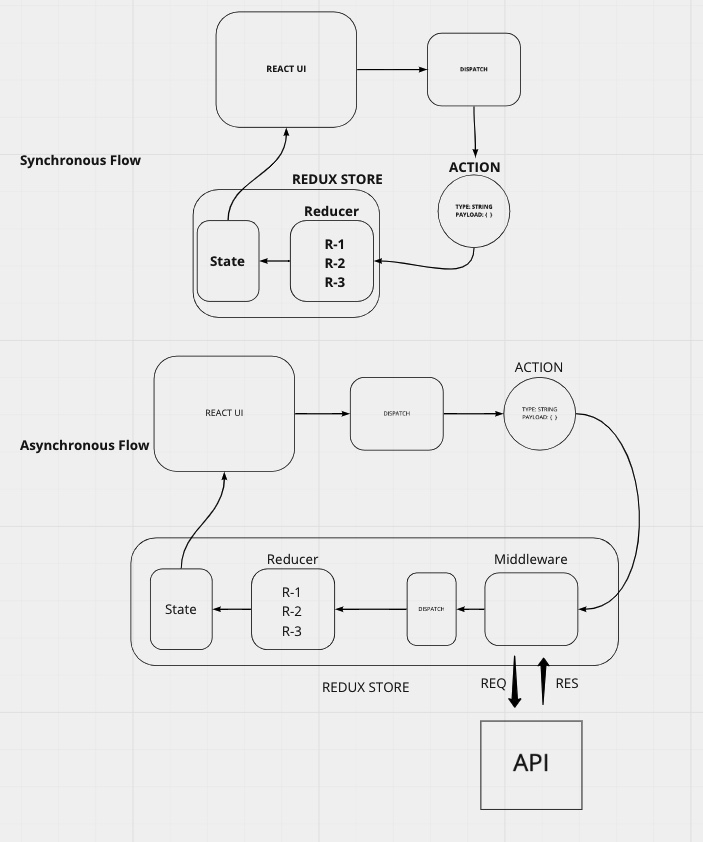 REACT UI
DISPATCH
Synchronous Flow
ACTION
REDUX STORE
TYPE: STRING
PAYLOAD: { }
Reducer
State
R-1
R-2
R-3
ACTION
REACT UI
DISPATCH
TYPE: STRING
PAYLOAD: { }
Asynchronous Flow
Reducer
Middleware
State
R-1
R-2
R-3
DISPATCH
REDUX STORE
REQ
RES
API